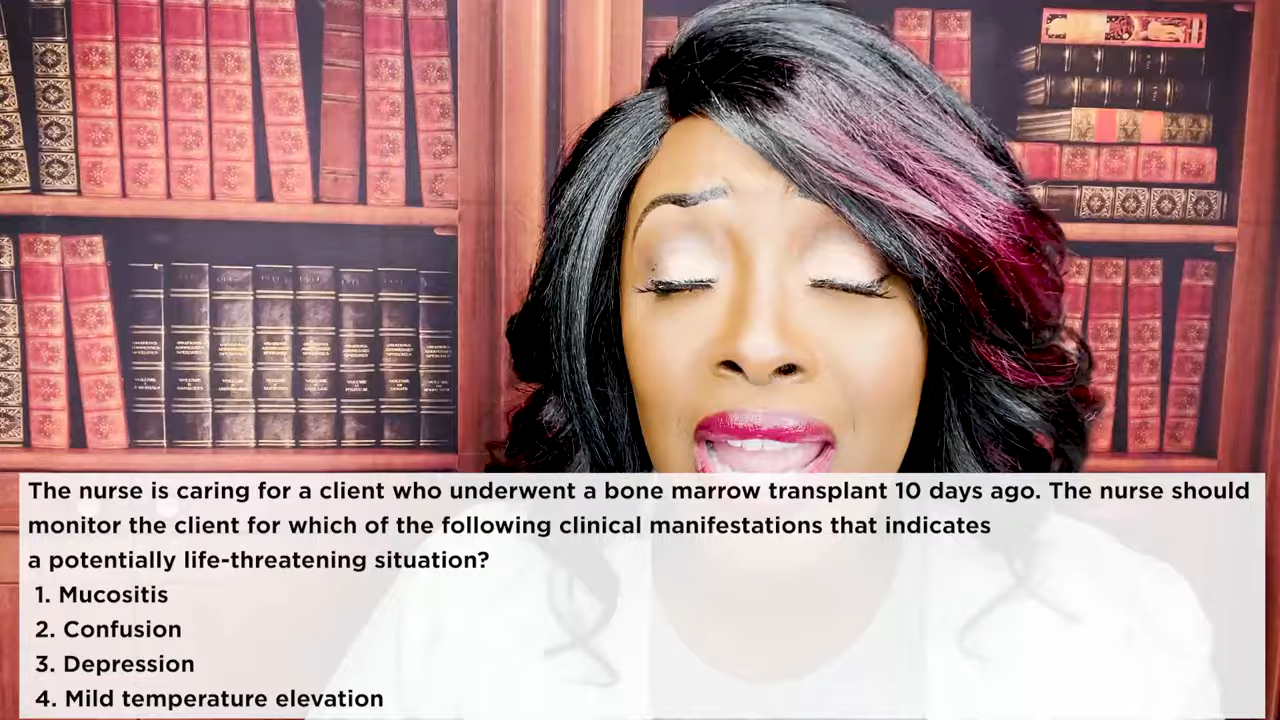 The nurse is caring for a client who underwent a bone marrow transplant 10 days ago. The nurse should
monitor the client for which of the following clinical manifestations that indicates
a potentially life-threatening situation?
1. Mucositis
2. Confusion
3. Depression
4. Mild temperature elevation